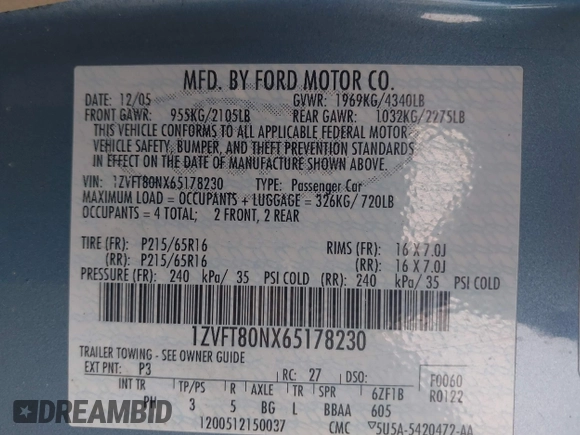 MFD. BY FORD MOTOR CO.
DATE: 12/05 GVWR: 1969KG/4340LB
FRONT GAWR: 955KG/2105LB REAR GAWR: 1032KG/2275LB
THIS VEHICLE CONFORMS TO ALL APPLICABLE FEDERAL MOTOR
VEHICLE SAFETY, BUMPER, AND THEFT PREVENTION STANDARDS
IN EFFECT ON THE DATE OF MANUFACTURE SHOWN ABOVE.
VIN: 1ZVFT80NX65178230 TYPE: Passenger Car
MAXIMUM LOAD = OCCUPANTS + LUGGAGE = 326KG/ 720LB
OCCUPANTS = 4 TOTAL; 2 FRONT, 2 REAR
TIRE (FR): P215/65R16 RIMS (FR): 16 X 7.0J
(RR): P215/65R16 (RR): 16 X 7.0J
PRESSURE (FR): 240 kPa/ 35 PSI COLD (RR): 240 kPa/ 35 PSI COLD
1ZVFT80NX65178230
TRAILER TOWING - SEE OWNER GUIDE
EXT PNT: P3 RC: 27 DSO: F0060
INT TR TP/PS R AXLE TR SPR 6ZF1B R0122
PH 3 5 BG L BBAA 605
1200512150037 CMC 5U5A-5420472-AA
DREAMBID